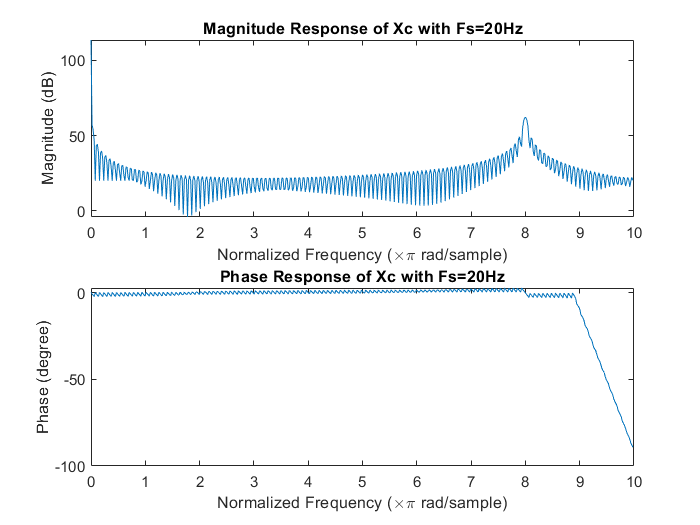 Magnitude Response of Xc with Fs=20Hz
100
50
0
Magnitude (dB)
0 1 2 3 4 5 6 7 8 9 10
Normalized Frequency (×π rad/sample)
Phase Response of Xc with Fs=20Hz
0
-50
-100
Phase (degree)
0 1 2 3 4 5 6 7 8 9 10
Normalized Frequency (×π rad/sample)